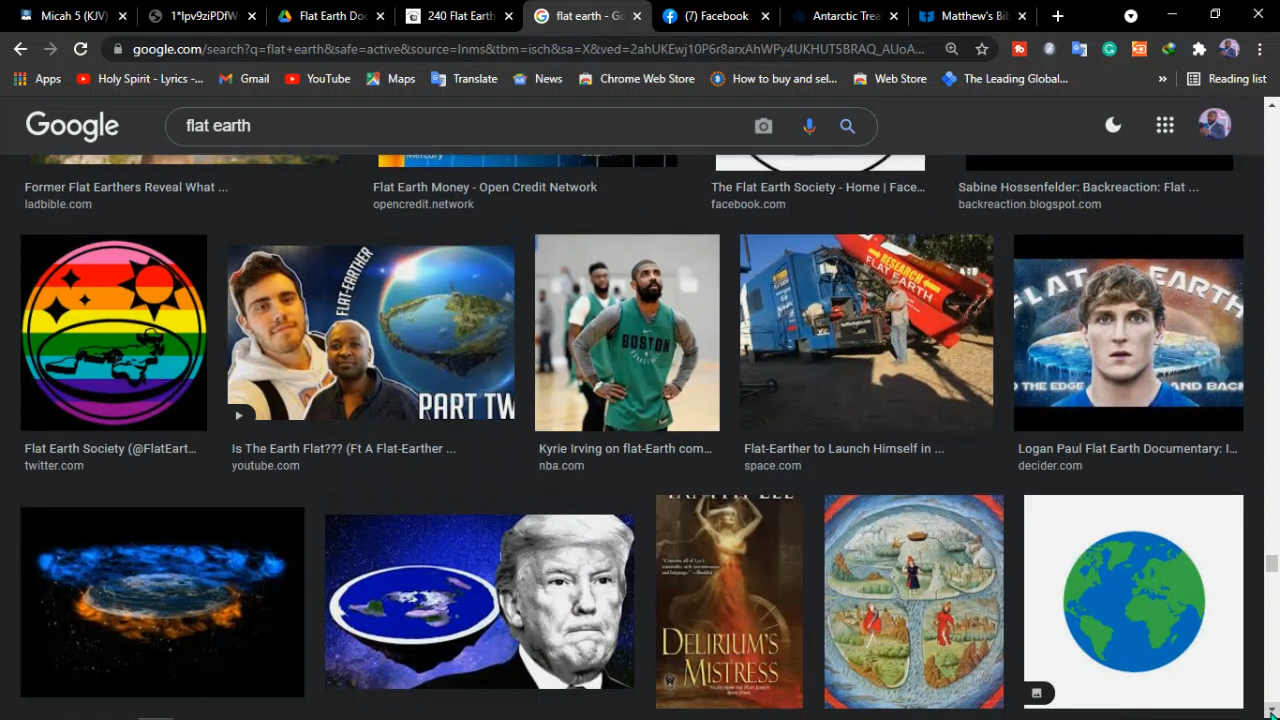 Micah 5 (KJV)
1*Ipv9ziPDfW
Flat Earth Do
240 Flat Earth
flat earth - Go
(7) Facebook
Antarctic Trea
Matthew's Bib
google.com/search?q=flat+earth&safe=active&source=lnms&tbm=isch&sa=X&ved=2ahUKEwj10P6r8arxAhWPy4UKHUT5BRAQ_AUoA...
Apps
Holy Spirit - Lyrics -...
Gmail
YouTube
Maps
Translate
News
Chrome Web Store
How to buy and sel...
Web Store
The Leading Global...
»
Reading list
Google
flat earth
Mercury
Former Flat Earthers Reveal What ...
ladbible.com
Flat Earth Money - Open Credit Network
opencredit.network
The Flat Earth Society - Home | Face...
facebook.com
Sabine Hossenfelder: Backreaction: Flat ...
backreaction.blogspot.com
FLAT-EARTHER
PART TW
BOSTON
RESEARCH
FLAT EARTH
FLAT EARTH
TO THE EDGE AND BACK
Flat Earth Society (@FlatEart...
twitter.com
Is The Earth Flat??? (Ft A Flat-Earther ...
youtube.com
Kyrie Irving on flat-Earth com...
nba.com
Flat-Earther to Launch Himself in ...
space.com
Logan Paul Flat Earth Documentary: I...
decider.com
TANITH LEE
DELIRIUM'S
MISTRESS